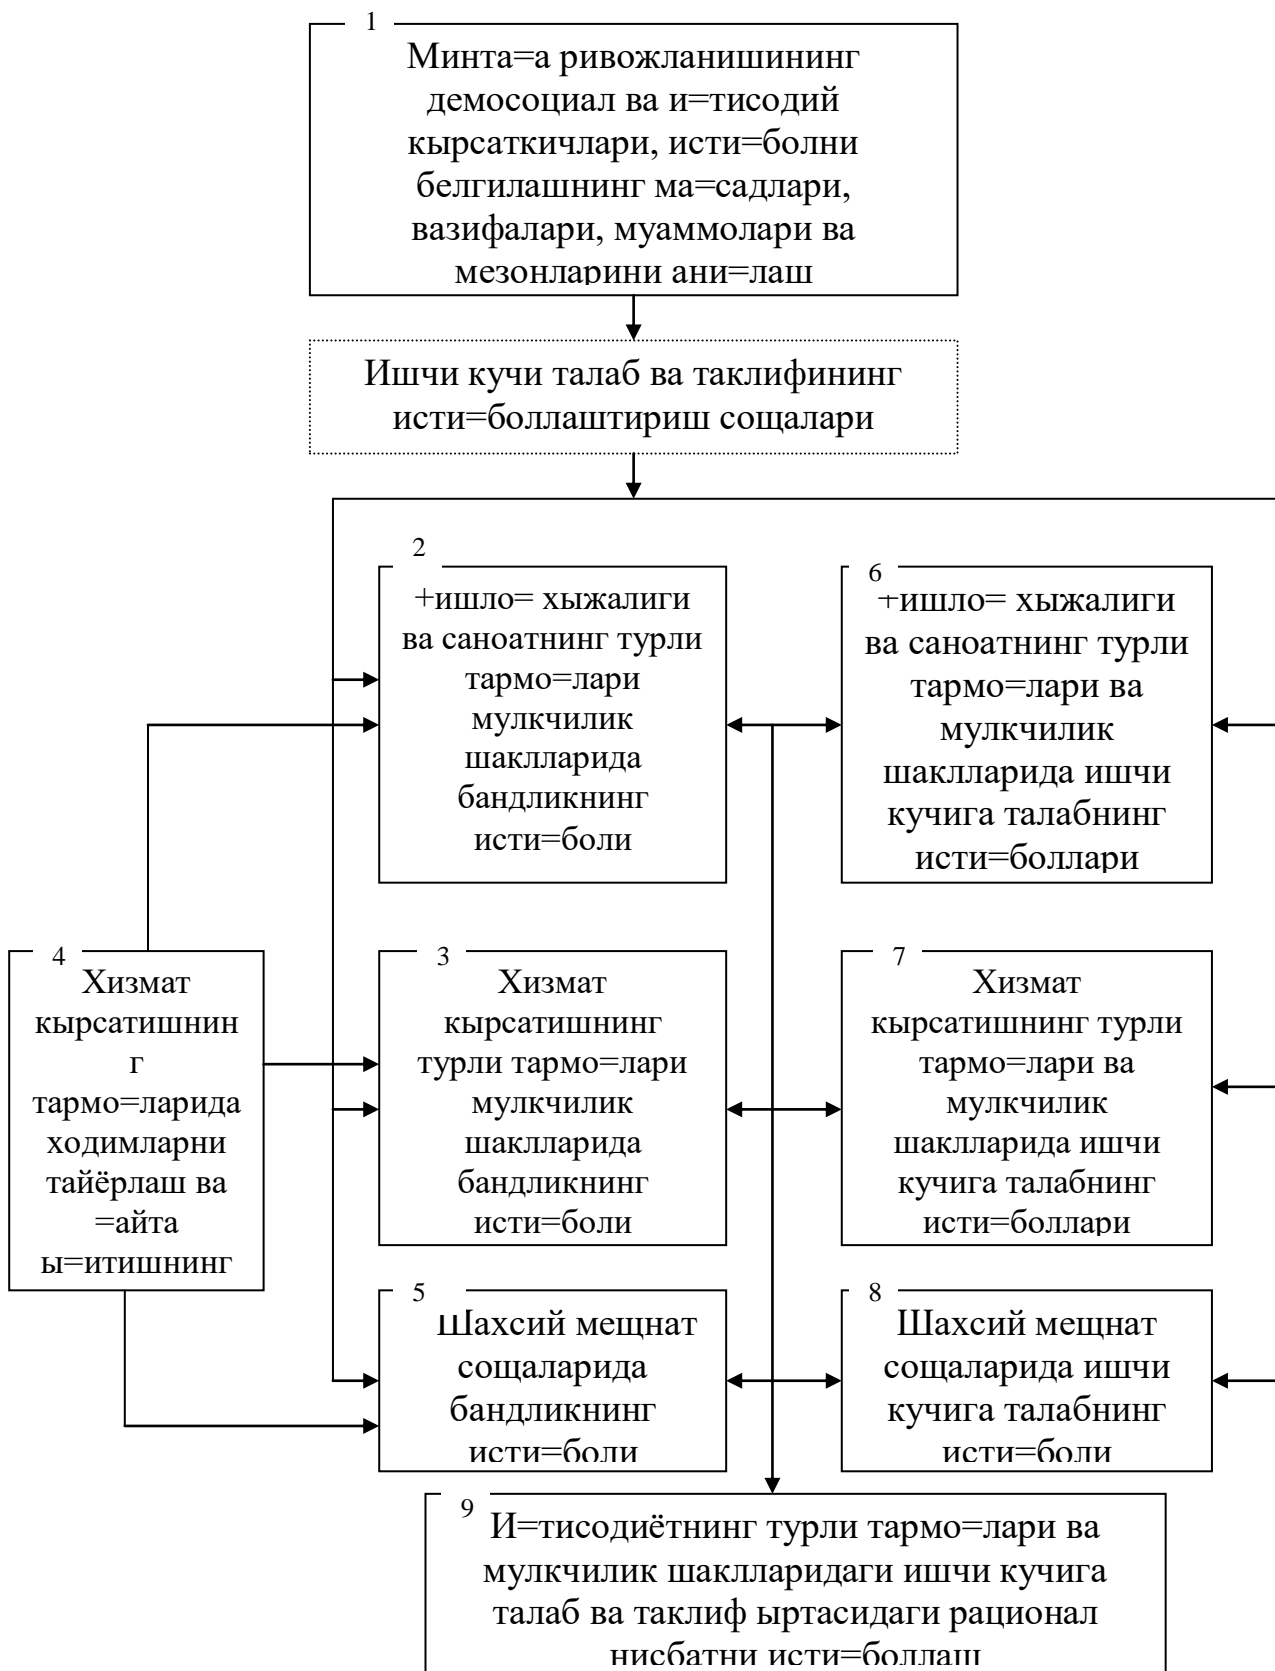 1
Минта=а ривожланишининг
демосоциал ва и=тисодий
кырсаткичлари, исти=болни
белгилашнинг ма=садлари,
вазифалари, муаммолари ва
мезонларини ани=лаш
Ишчи кучи талаб ва таклифининг
исти=боллаштириш сощалари
2
+ишло= хыжалиги
ва саноатнинг турли
тармо=лари
мулкчилик
шаклларида
бандликнинг
исти=боли
6
+ишло= хыжалиги
ва саноатнинг турли
тармо=лари ва
мулкчилик
шаклларида ишчи
кучига талабнинг
исти=боллари
4
Хизмат
кырсатишнин
г
тармо=ларида
ходимларни
тайёрлаш ва
=айта
ы=итишнинг
3
Хизмат
кырсатишнинг
турли тармо=лари
мулкчилик
шаклларида
бандликнинг
исти=боли
7
Хизмат
кырсатишнинг турли
тармо=лари ва
мулкчилик
шаклларида ишчи
кучига талабнинг
исти=боллари
5
Шахсий мещнат
сощаларида
бандликнинг
исти=боли
8
Шахсий мещнат
сощаларида ишчи
кучига талабнинг
исти=боли
9
И=тисодиётнинг турли тармо=лари ва
мулкчилик шаклларидаги ишчи кучига
талаб ва таклиф ыртасидаги рационал
нисбатни исти=боллаш